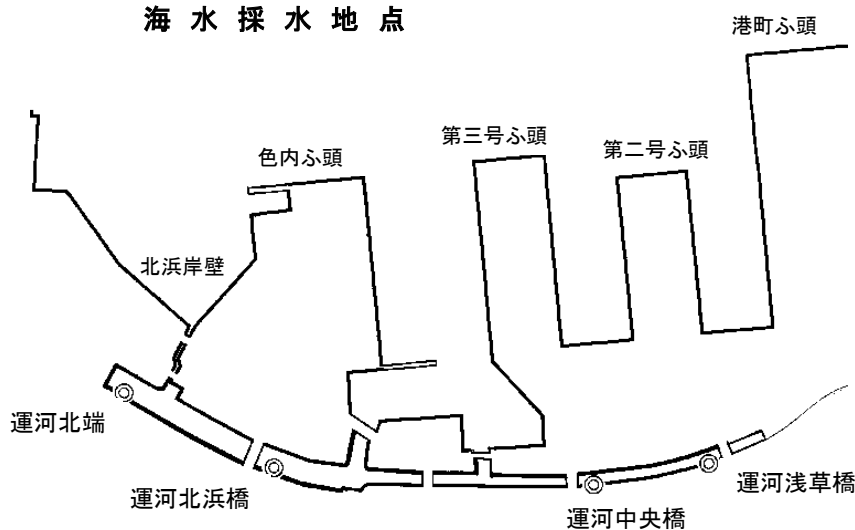 海水採水地点
港町ふ頭
第三号ふ頭
第二号ふ頭
色内ふ頭
北浜岸壁
運河北端
運河北浜橋
運河浅草橋
運河中央橋